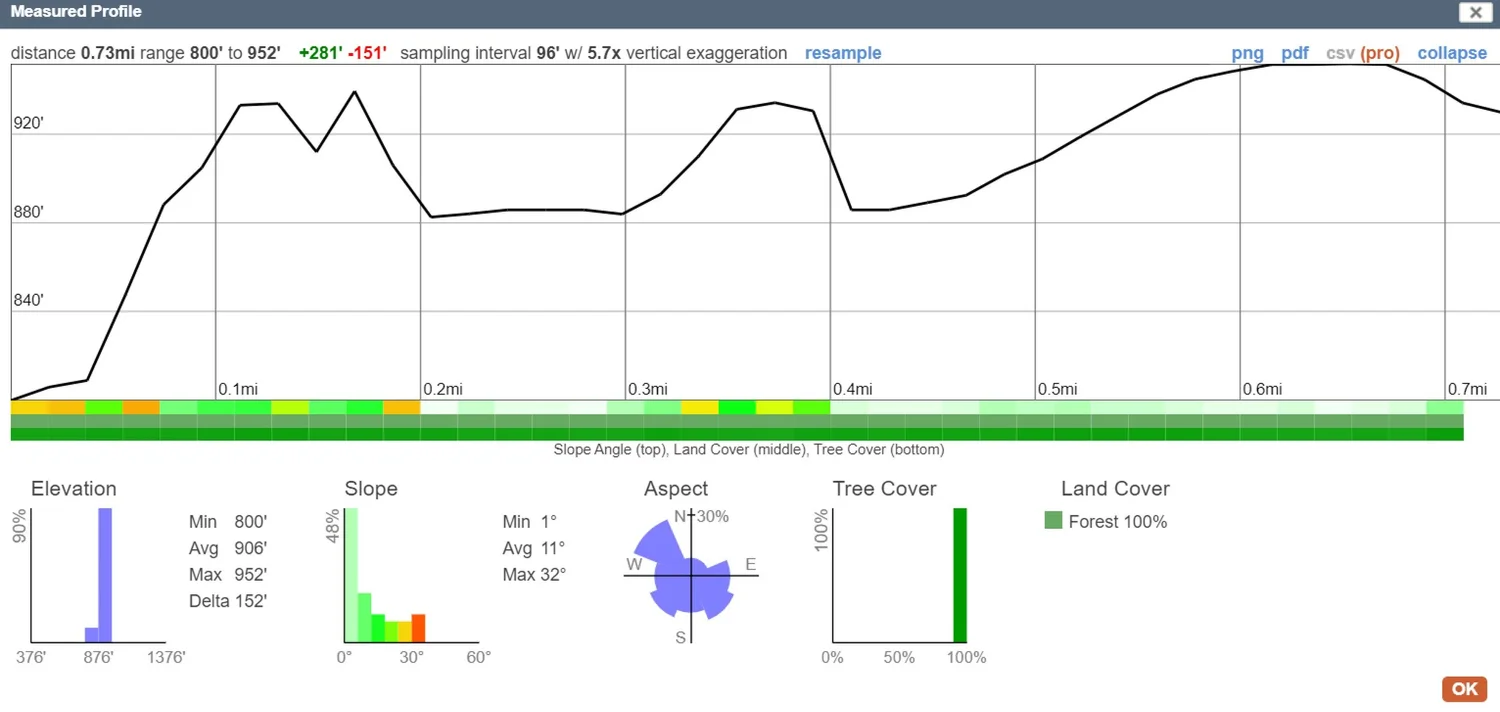 Measured Profile
distance 0.73mi range 800' to 952' +281' -151' sampling interval 96' w/ 5.7x vertical exaggeration resample png pdf csv (pro) collapse
920'
880'
840'
0.1mi 0.2mi 0.3mi 0.4mi 0.5mi 0.6mi 0.7mi
Slope Angle (top), Land Cover (middle), Tree Cover (bottom)
Elevation
90%
Min 800'
Avg 906'
Max 952'
Delta 152'
376' 876' 1376'
Slope
48%
Min 1°
Avg 11°
Max 32°
0° 30° 60°
Aspect
N 30%
W E
S
Tree Cover
100%
0% 50% 100%
Land Cover
Forest 100%
OK